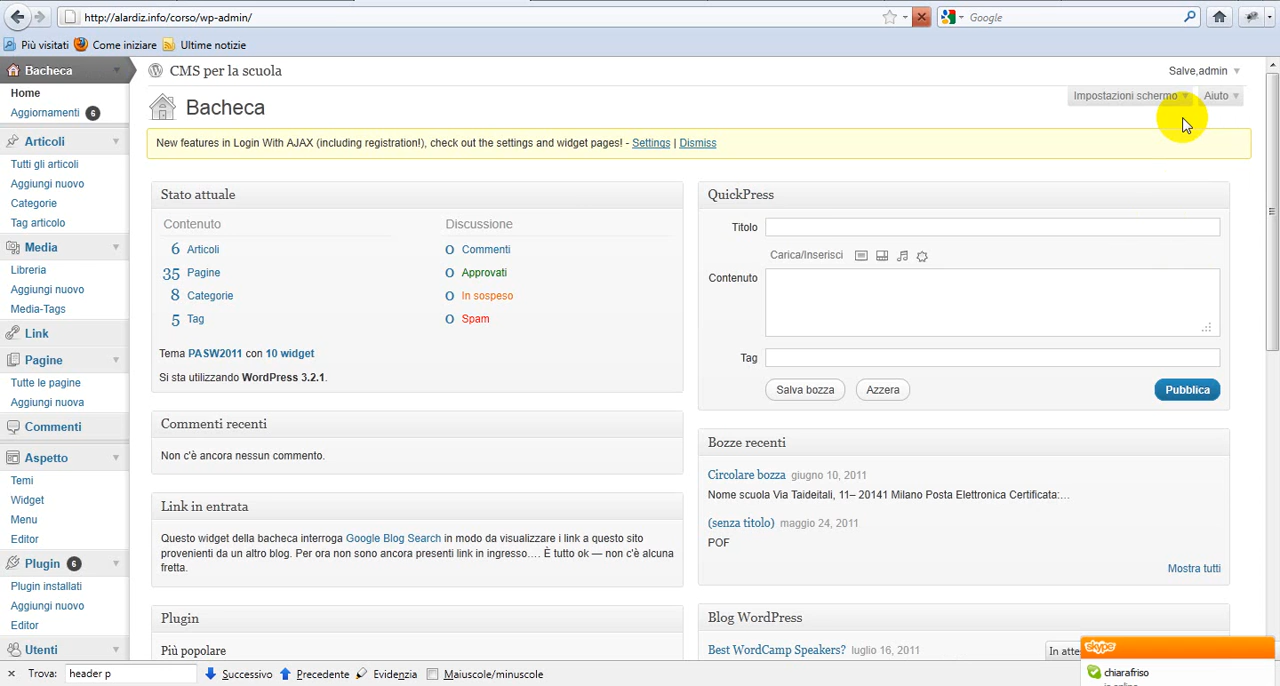 http://alardiz.info/corso/wp-admin/
Google
Più visitati
Come iniziare
Ultime notizie
Bacheca
Home
Aggiornamenti 6
Articoli
Tutti gli articoli
Aggiungi nuovo
Categorie
Tag articolo
Media
Libreria
Aggiungi nuovo
Media-Tags
Link
Pagine
Tutte le pagine
Aggiungi nuova
Commenti
Aspetto
Temi
Widget
Menu
Editor
Plugin 6
Plugin installati
Aggiungi nuovo
Editor
Utenti
CMS per la scuola
Salve,admin
Impostazioni schermo
Aiuto
Bacheca
New features in Login With AJAX (including registration!), check out the settings and widget pages! - Settings | Dismiss
Stato attuale
Contenuto
6 Articoli
35 Pagine
8 Categorie
5 Tag
Discussione
0 Commenti
0 Approvati
0 In sospeso
0 Spam
Tema PASW2011 con 10 widget
Si sta utilizzando WordPress 3.2.1.
Commenti recenti
Non c'è ancora nessun commento.
Link in entrata
Questo widget della bacheca interroga Google Blog Search in modo da visualizzare i link a questo sito
provenienti da un altro blog. Per ora non sono ancora presenti link in ingresso.… È tutto ok — non c'è alcuna
fretta.
Plugin
Più popolare
QuickPress
Titolo
Carica/Inserisci
Contenuto
Tag
Salva bozza
Azzera
Pubblica
Bozze recenti
Circolare bozza giugno 10, 2011
Nome scuola Via Taideitali, 11– 20141 Milano Posta Elettronica Certificata:…
(senza titolo) maggio 24, 2011
POF
Mostra tutti
Blog WordPress
Best WordCamp Speakers? luglio 16, 2011
In atte
skype
chiarafriso
Trova:
header p
Successivo
Precedente
Evidenzia
Maiuscole/minuscole